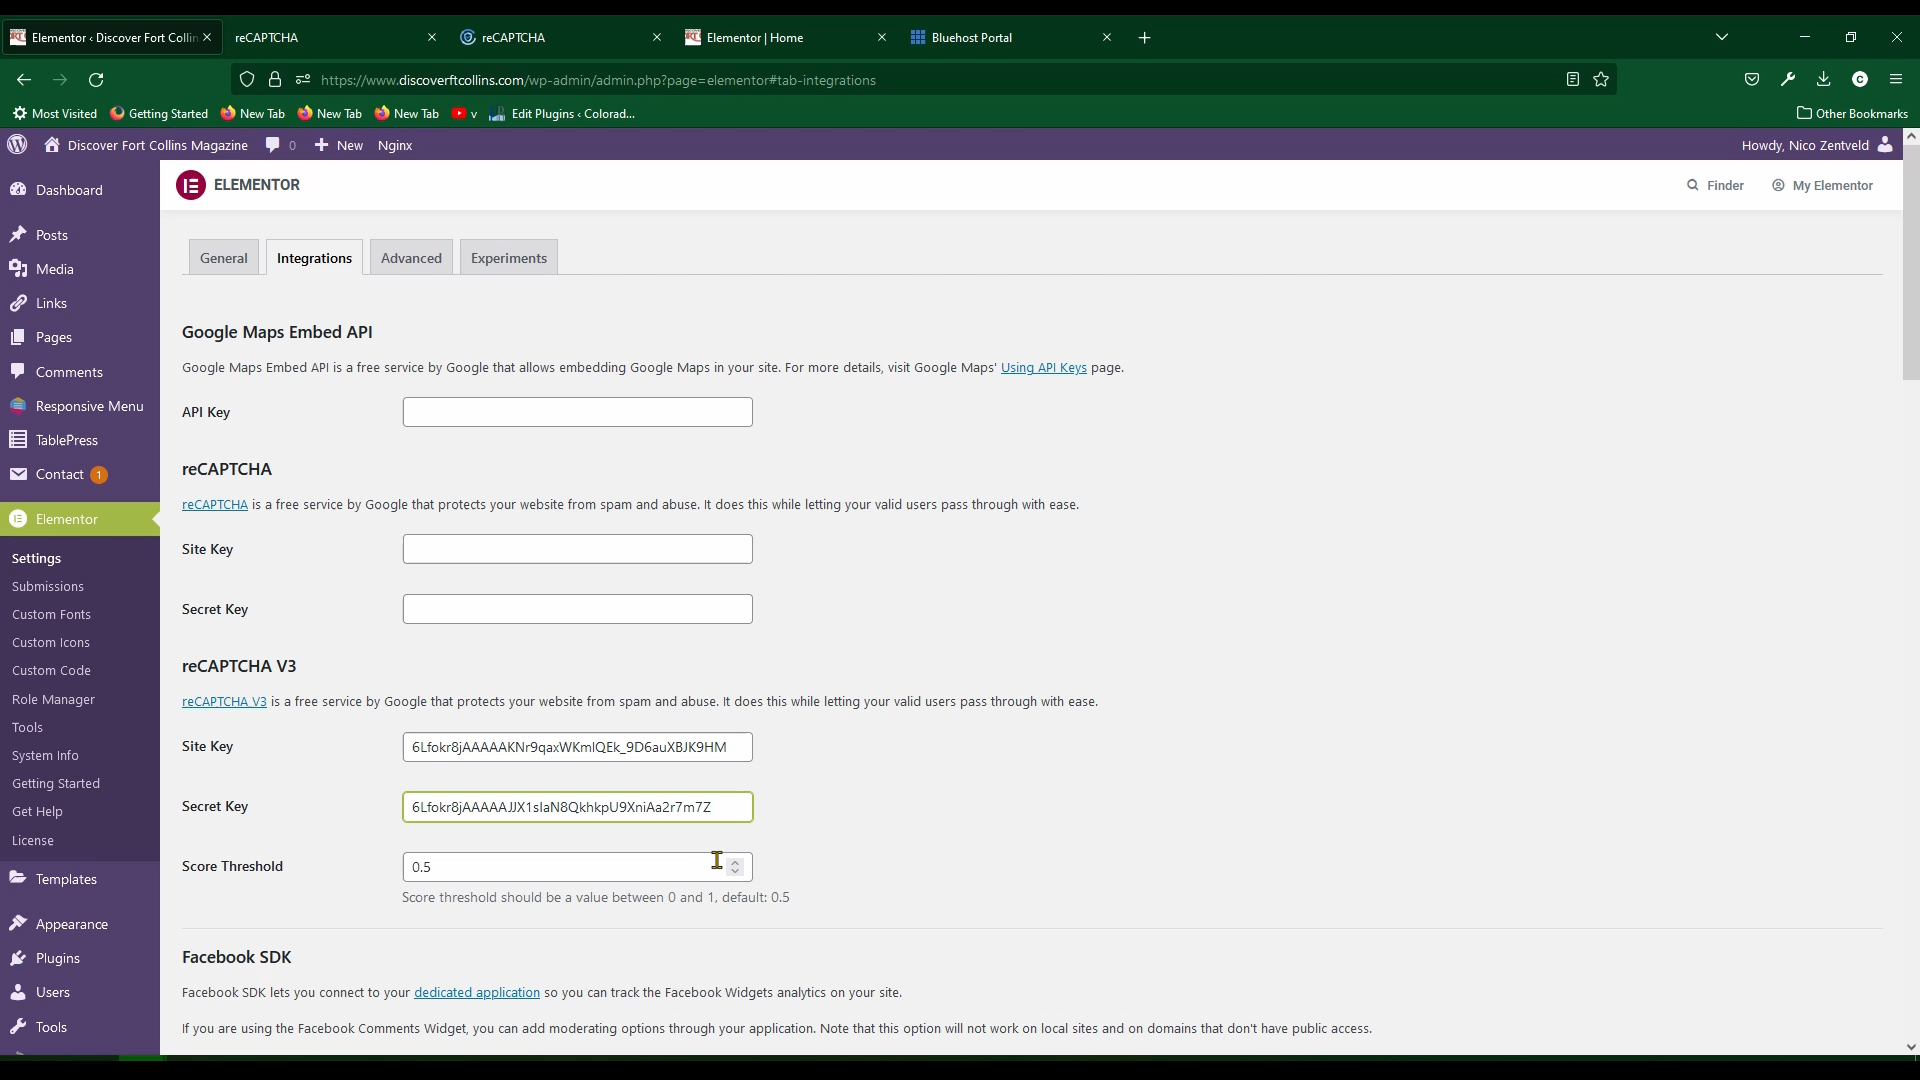 Elementor ‹ Discover Fort Collin
reCAPTCHA
reCAPTCHA
Elementor | Home
Bluehost Portal
https://www.discoverftcollins.com/wp-admin/admin.php?page=elementor#tab-integrations
C
Most Visited
Getting Started
New Tab
New Tab
New Tab
v
Edit Plugins ‹ Colorad...
Other Bookmarks
Discover Fort Collins Magazine
0
New
Nginx
Howdy, Nico Zentveld
Dashboard
Posts
Media
Links
Pages
Comments
Responsive Menu
TablePress
Contact 1
Elementor
Settings
Submissions
Custom Fonts
Custom Icons
Custom Code
Role Manager
Tools
System Info
Getting Started
Get Help
License
Templates
Appearance
Plugins
Users
Tools
ELEMENTOR
Finder
My Elementor
General
Integrations
Advanced
Experiments
Google Maps Embed API
Google Maps Embed API is a free service by Google that allows embedding Google Maps in your site. For more details, visit Google Maps' Using API Keys page.
API Key
reCAPTCHA
reCAPTCHA is a free service by Google that protects your website from spam and abuse. It does this while letting your valid users pass through with ease.
Site Key
Secret Key
reCAPTCHA V3
reCAPTCHA V3 is a free service by Google that protects your website from spam and abuse. It does this while letting your valid users pass through with ease.
Site Key
6Lfokr8jAAAAAKNr9qaxWKmlQEk_9D6auXBJK9HM
Secret Key
6Lfokr8jAAAAAJJX1slaN8QkhkpU9XniAa2r7m7Z
Score Threshold
0.5
Score threshold should be a value between 0 and 1, default: 0.5
Facebook SDK
Facebook SDK lets you connect to your dedicated application so you can track the Facebook Widgets analytics on your site.
If you are using the Facebook Comments Widget, you can add moderating options through your application. Note that this option will not work on local sites and on domains that don't have public access.